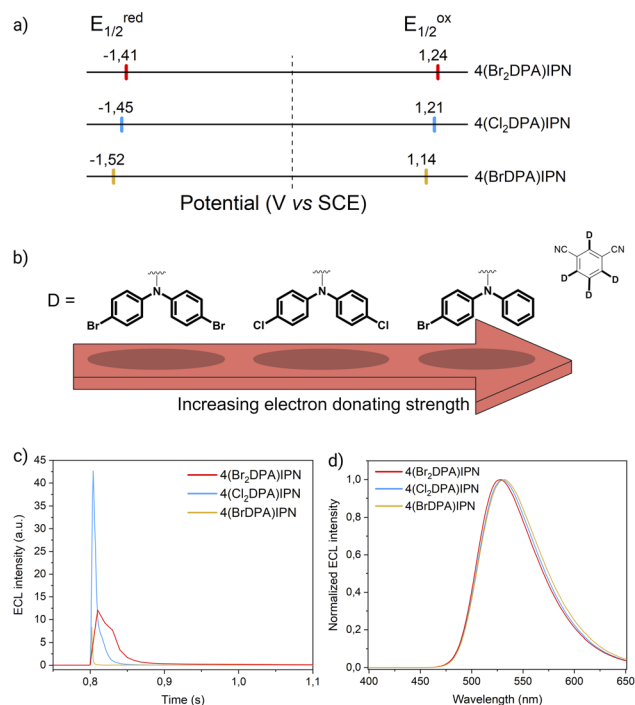 a)
E1/2red E1/2ox
-1,41 1,24
4(Br2DPA)IPN
-1,45 1,21
4(Cl2DPA)IPN
-1,52 1,14
4(BrDPA)IPN
Potential (V vs SCE)
b)
D
CN CN
D D
D
D =
N N N
Br Br Cl Cl Br
Increasing electron donating strength
c)
45
40
35
30
25
20
15
10
5
0
ECL intensity (a.u.)
4(Br2DPA)IPN
4(Cl2DPA)IPN
4(BrDPA)IPN
0,8 0,9 1,0 1,1
Time (s)
d)
1,0
0,8
0,6
0,4
0,2
0,0
Normalized ECL intensity
4(Br2DPA)IPN
4(Cl2DPA)IPN
4(BrDPA)IPN
400 450 500 550 600 650
Wavelength (nm)